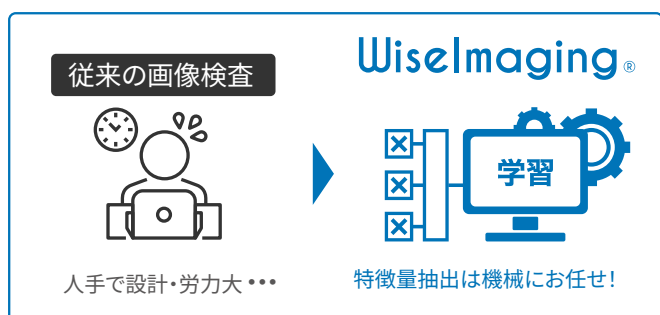 従来の画像検査
WiseImaging®
学習
人手で設計・労力大・・・
特徴量抽出は機械にお任せ!